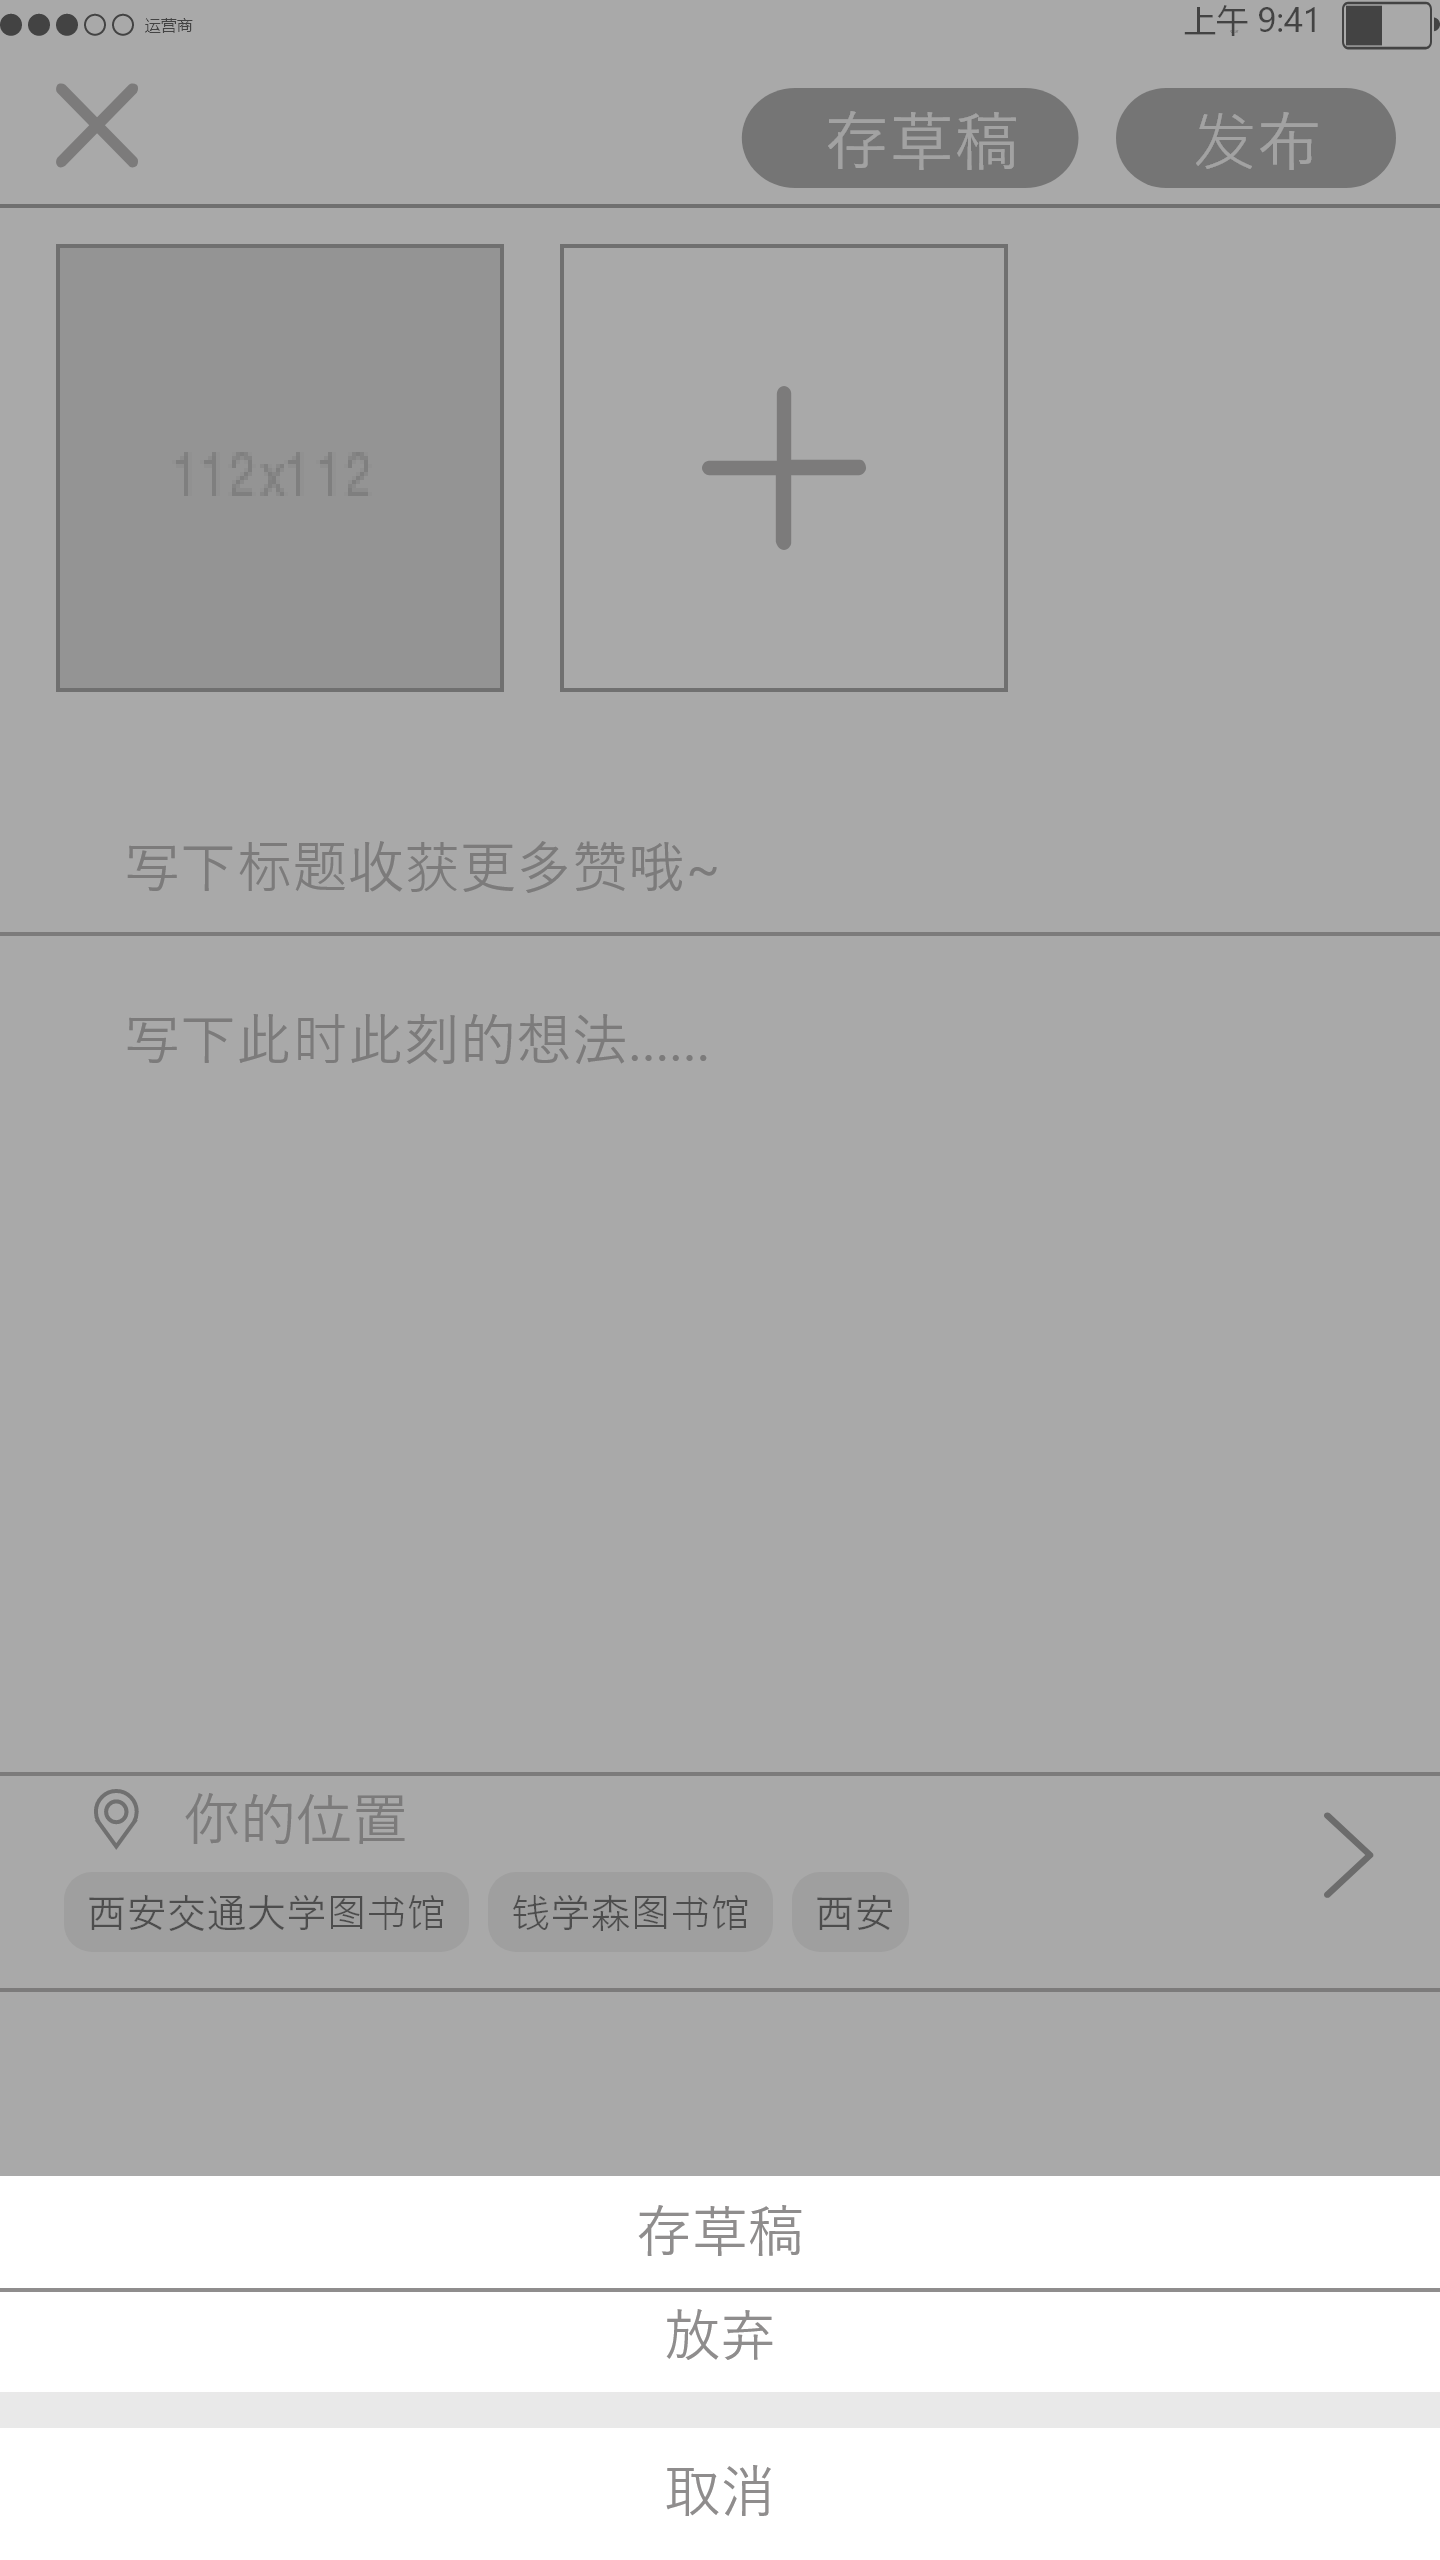 运营商 上午 9:41
存草稿 发布
112x112
写下标题收获更多赞哦~
写下此时此刻的想法……
你的位置
西安交通大学图书馆 钱学森图书馆 西安
存草稿
放弃
取消